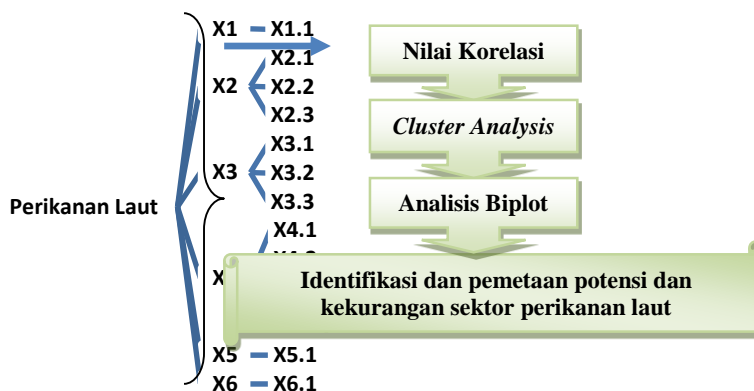 X1
X1.1
X2.1
X2
X2.2
X2.3
X3.1
X3
X3.2
X3.3
Perikanan Laut
X4.1
X5
X5.1
X6
X6.1
Nilai Korelasi
Cluster Analysis
Analisis Biplot
Identifikasi dan pemetaan potensi dan
kekurangan sektor perikanan laut